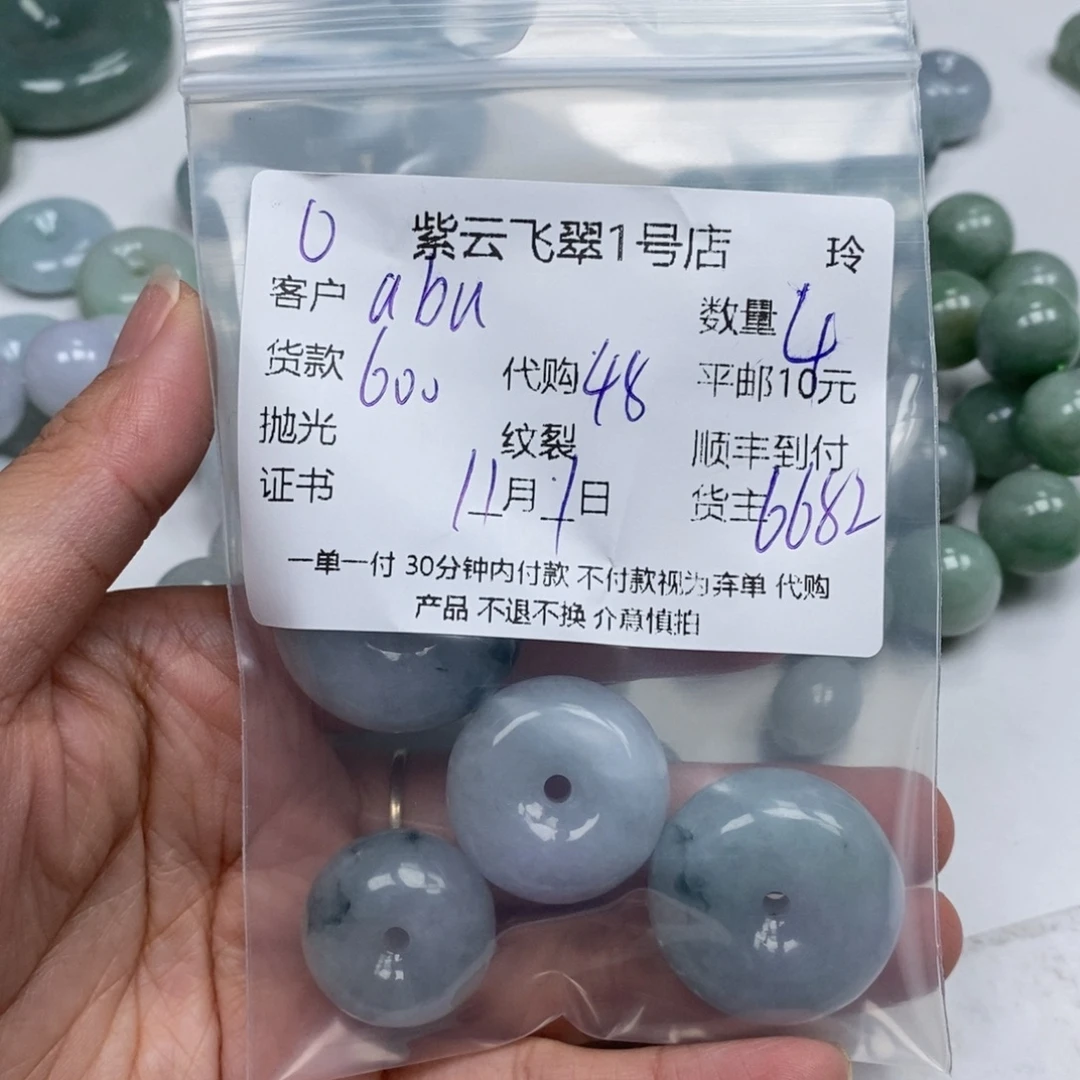 0 紫云飞翠1号店 玲
客户 abu 数量 4
货款 600 代购 48 平邮10元
抛光 纹裂 顺丰到付
证书 11月1日 货主 6682
一单一付 30分钟内付款 不付款视为弃单 代购
产品 不退不换 介意慎拍